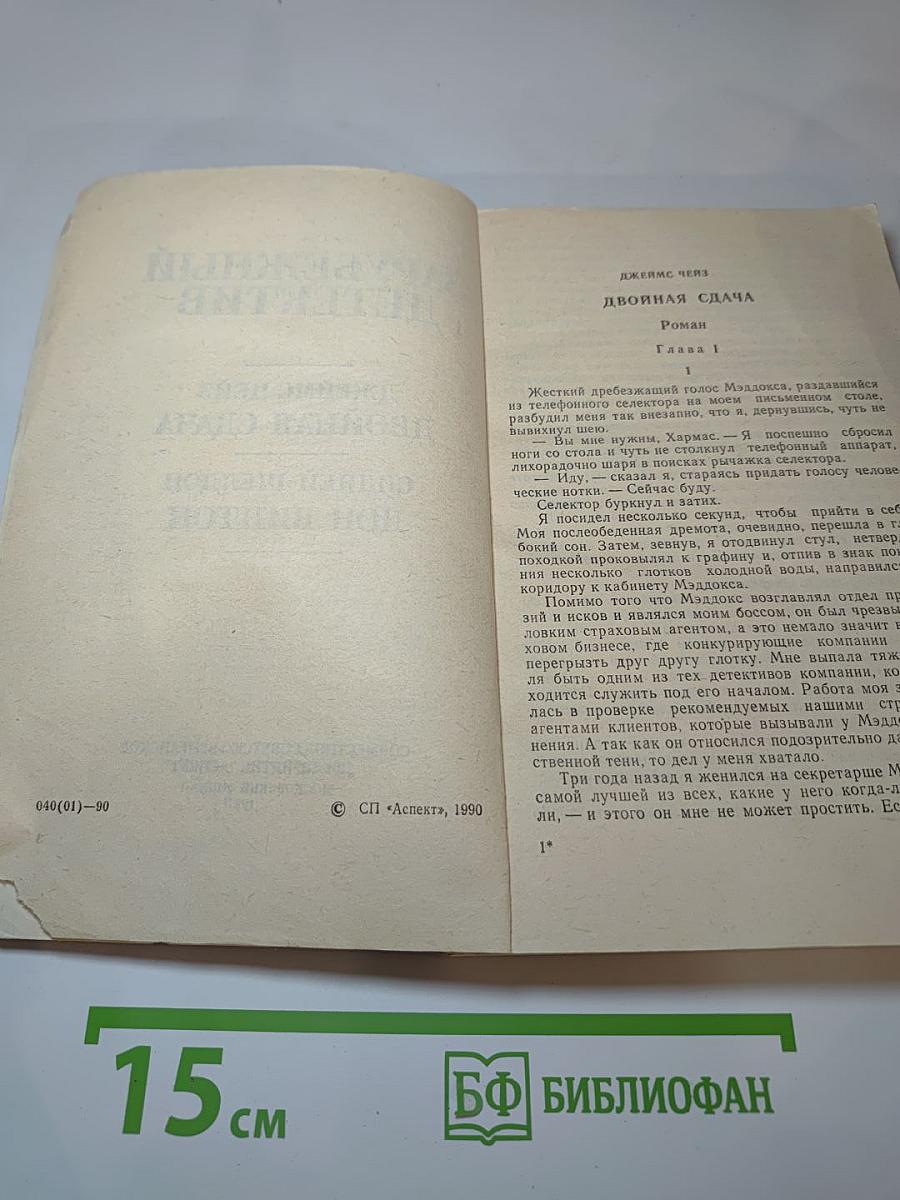 040(01)—90
© СП «Аспект», 1990
ДЖЕЙМС ЧЕЙЗ
ДВОЙНАЯ СДАЧА
Роман
Глава 1
1
Жесткий дребезжащий голос Мэддокса, раздавшийся
из телефонного селектора на моем письменном столе,
разбудил меня так внезапно, что я, дернувшись, чуть не
вывихнул шею.
— Вы мне нужны, Хармас. — Я поспешно сбросил
ноги со стола и чуть не столкнул телефонный аппарат,
лихорадочно шаря в поисках рычажка селектора.
— Иду, — сказал я, стараясь придать голосу челове-
ческие нотки. — Сейчас буду.
Селектор буркнул и затих.
Я посидел несколько секунд, чтобы прийти в себ
Моя послеобеденная дремота, очевидно, перешла в гл
бокий сон. Затем, зевнув, я отодвинул стул, нетверд
походкой проковылял к графину и, отпив в знак пок
ния несколько глотков холодной воды, направился
коридору к кабинету Мэддокса.
Помимо того что Мэддокс возглавлял отдел пре
зий и исков и являлся моим боссом, он был чрезвы
ловким страховым агентом, а это немало значит в
ховом бизнесе, где конкурирующие компании
перегрызть друг другу глотку. Мне выпала тяж
ля быть одним из тех детективов компании, ко
ходится служить под его началом. Работа моя з
лась в проверке рекомендуемых нашими стр
агентами клиентов, которые вызывали у Мэддо
нения. А так как он относился подозрительно да
ственной тени, то дел у меня хватало.
Три года назад я женился на секретарше М
самой лучшей из всех, какие у него когда-л
ли, — и этого он мне не может простить. Ес
1*
15 см
БФ БИБЛИОФАН